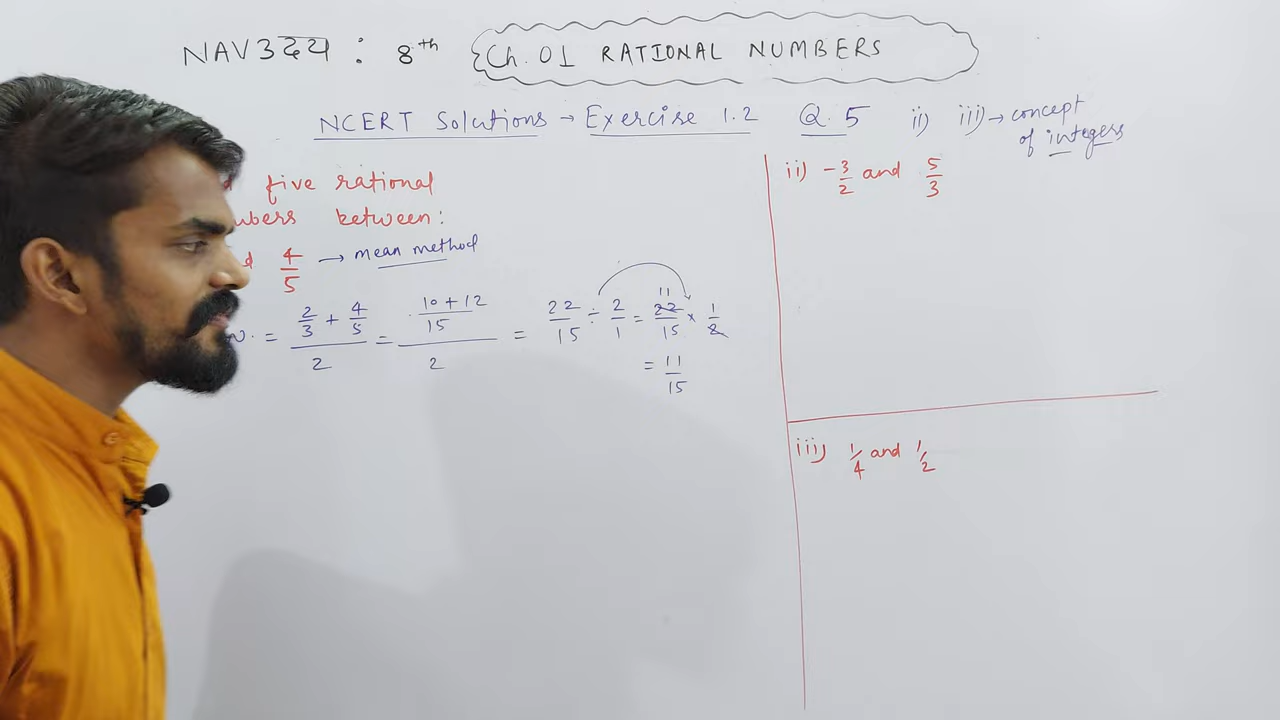 NAV3244 : 8th Ch. 01 RATIONAL NUMBERS
NCERT Solutions → Exercise 1.2 Q. 5 ii) iii) → concept
of integers
five rational
between:
4/5 → mean method
= (2/3 + 4/5)/2 = ((10+12)/15)/2 = 22/15 ÷ 2/1 = 22/15 × 1/2
11
= 11/15
ii) -3/2 and 5/3
iii) 1/4 and 1/2